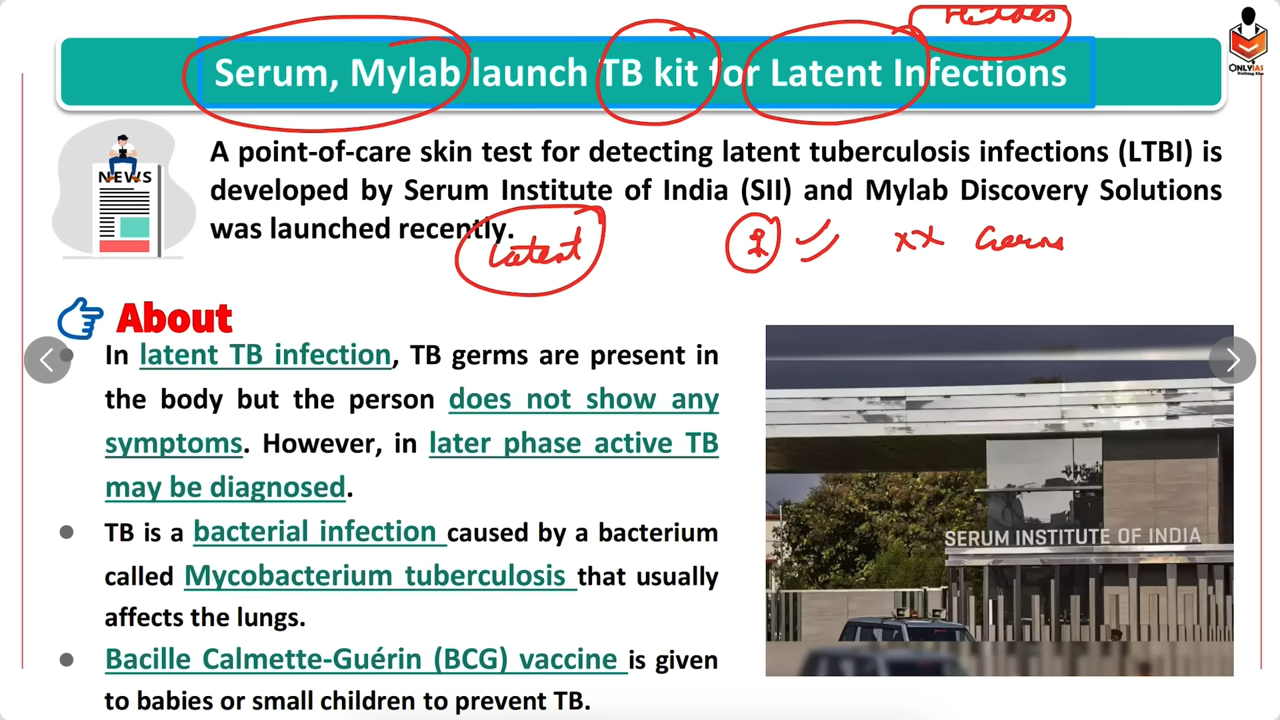 Serum, Mylab launch TB kit for Latent Infections
ONLYIAS
Nothing Else
NEWS
A point-of-care skin test for detecting latent tuberculosis infections (LTBI) is
developed by Serum Institute of India (SII) and Mylab Discovery Solutions
was launched recently.
Latent
xx Germs
About
In latent TB infection, TB germs are present in
the body but the person does not show any
symptoms. However, in later phase active TB
may be diagnosed.
TB is a bacterial infection caused by a bacterium
called Mycobacterium tuberculosis that usually
affects the lungs.
Bacille Calmette-Guérin (BCG) vaccine is given
to babies or small children to prevent TB.
SERUM INSTITUTE OF INDIA